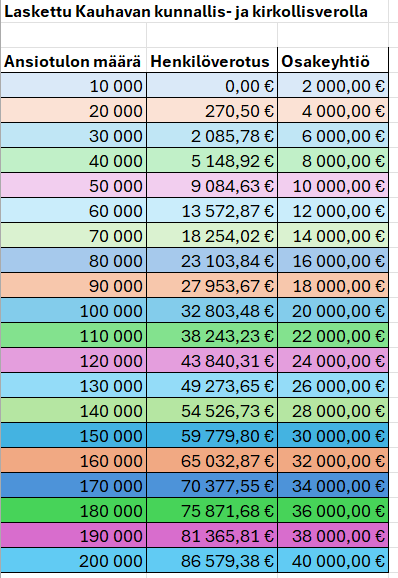 Laskettu Kauhavan kunnallis- ja kirkollisverolla
Ansiotulon määrä Henkilöverotus Osakeyhtiö
10 000 0,00 € 2 000,00 €
20 000 270,50 € 4 000,00 €
30 000 2 085,78 € 6 000,00 €
40 000 5 148,92 € 8 000,00 €
50 000 9 084,63 € 10 000,00 €
60 000 13 572,87 € 12 000,00 €
70 000 18 254,02 € 14 000,00 €
80 000 23 103,84 € 16 000,00 €
90 000 27 953,67 € 18 000,00 €
100 000 32 803,48 € 20 000,00 €
110 000 38 243,23 € 22 000,00 €
120 000 43 840,31 € 24 000,00 €
130 000 49 273,65 € 26 000,00 €
140 000 54 526,73 € 28 000,00 €
150 000 59 779,80 € 30 000,00 €
160 000 65 032,87 € 32 000,00 €
170 000 70 377,55 € 34 000,00 €
180 000 75 871,68 € 36 000,00 €
190 000 81 365,81 € 38 000,00 €
200 000 86 579,38 € 40 000,00 €